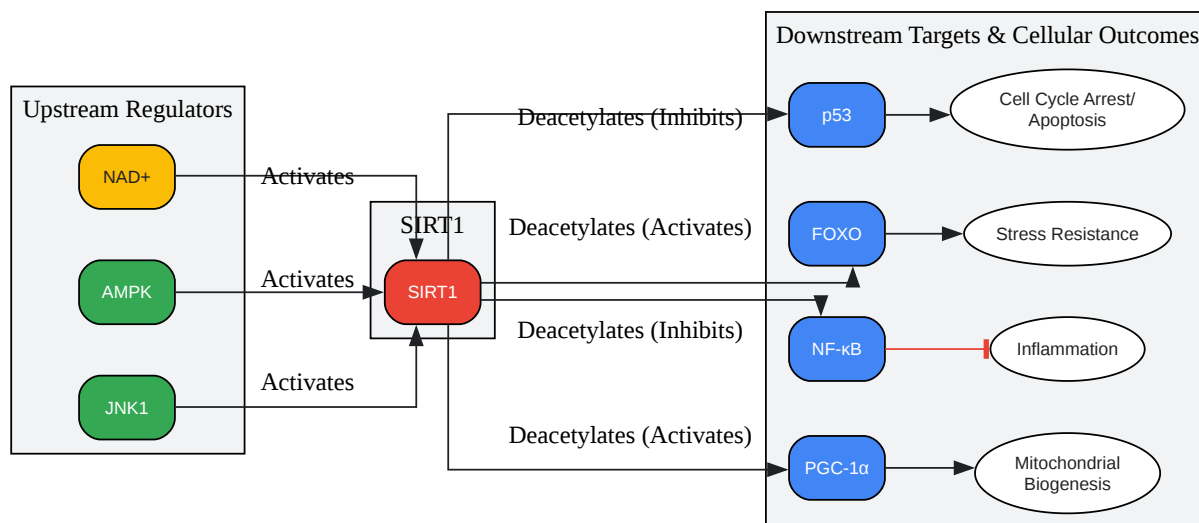 Upstream Regulators
NAD+
AMPK
JNK1
Activates
Activates
Activates
SIRT1
SIRT1
Deacetylates (Inhibits)
Deacetylates (Activates)
Deacetylates (Inhibits)
Deacetylates (Activates)
Downstream Targets & Cellular Outcomes
p53
Cell Cycle Arrest/
Apoptosis
FOXO
Stress Resistance
NF-κB
Inflammation
PGC-1α
Mitochondrial
Biogenesis